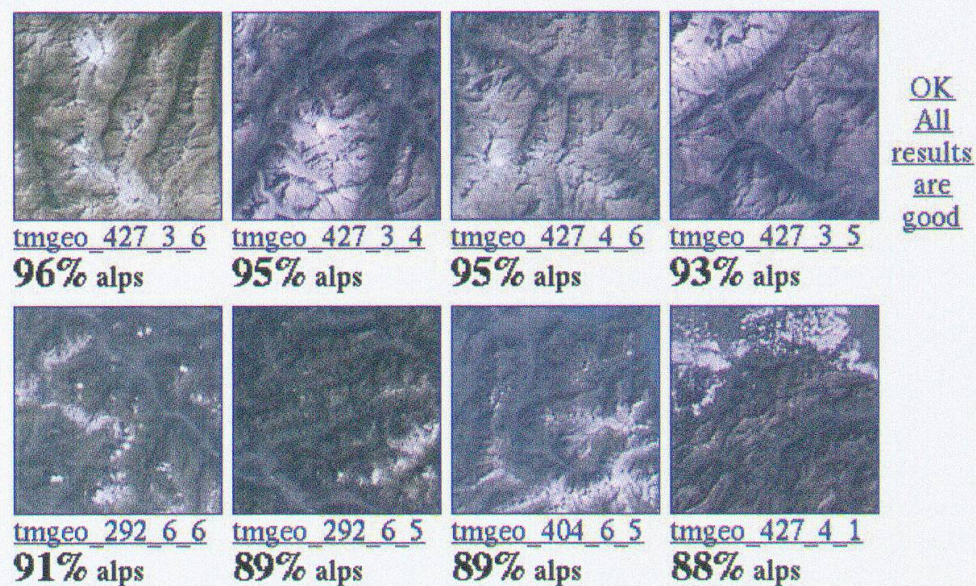 tmgeo_427_3_6 tmgeo_427_3_4 tmgeo_427_4_6 tmgeo_427_3_5
96% alps 95% alps 95% alps 93% alps
OK
All
results
are
good
tmgeo_292_6_6 tmgeo_292_6_5 tmgeo_404_6_5 tmgeo_427_4_1
91% alps 89% alps 89% alps 88% alps